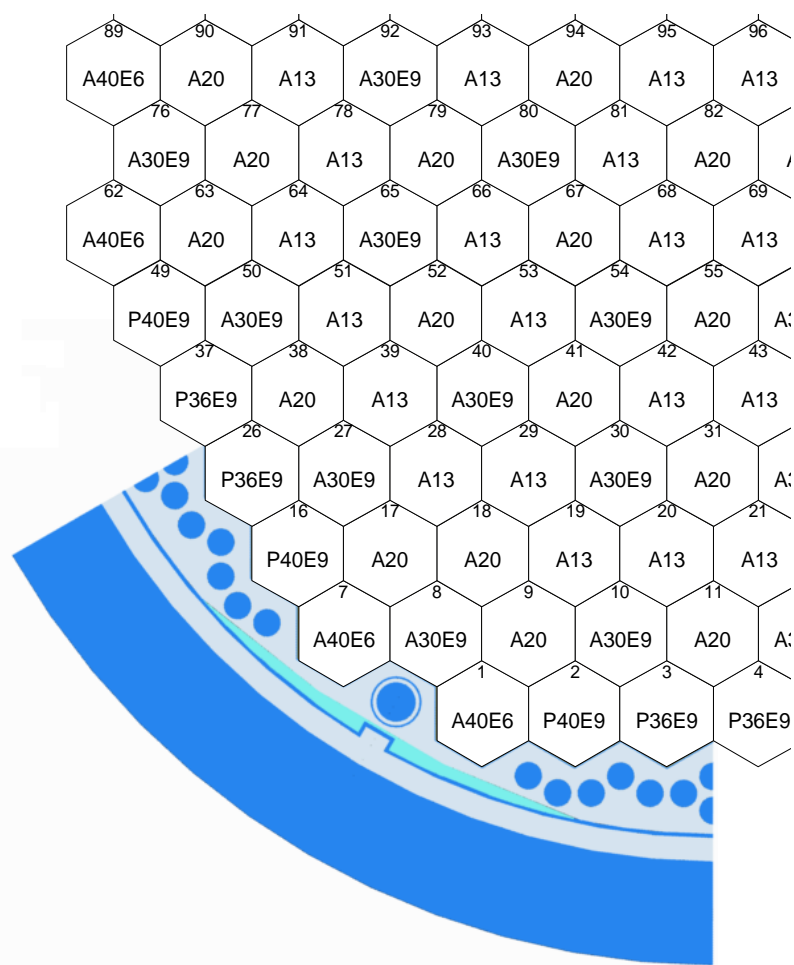 89 90 91 92 93 94 95 96
A40E6 A20 A13 A30E9 A13 A20 A13 A13
76 77 78 79 80 81 82
A30E9 A20 A13 A20 A30E9 A13 A20
62 63 64 65 66 67 68 69
A40E6 A20 A13 A30E9 A13 A20 A13 A13
49 50 51 52 53 54 55
P40E9 A30E9 A13 A20 A13 A30E9 A20
37 38 39 40 41 42 43
P36E9 A20 A13 A30E9 A20 A13 A13
26 27 28 29 30 31
P36E9 A30E9 A13 A13 A30E9 A20
16 17 18 19 20 21
P40E9 A20 A20 A13 A13 A13
7 8 9 10 11
A40E6 A30E9 A20 A30E9 A20
1 2 3 4
A40E6 P40E9 P36E9 P36E9